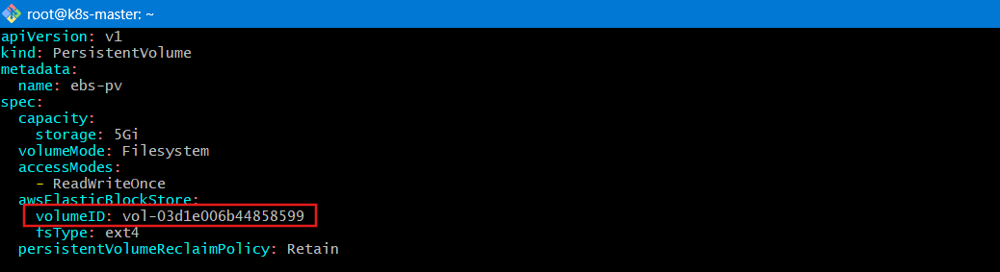 root@k8s-master: ~
apiVersion: v1
kind: PersistentVolume
metadata:
  name: ebs-pv
spec:
  capacity:
    storage: 5Gi
  volumeMode: Filesystem
  accessModes:
    - ReadWriteOnce
  awsElasticBlockStore:
    volumeID: vol-03d1e006b44858599
    fsType: ext4
  persistentVolumeReclaimPolicy: Retain